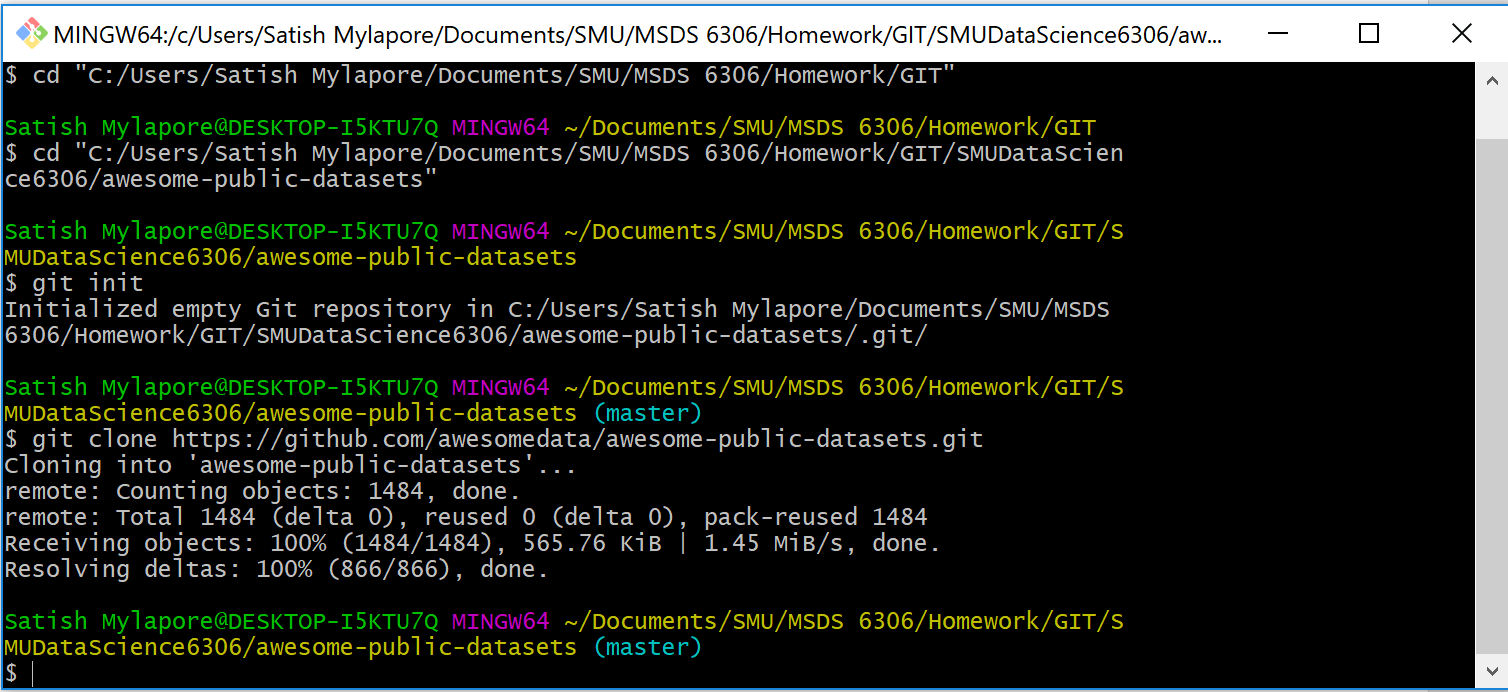 MINGW64:/c/Users/Satish Mylapore/Documents/SMU/MSDS 6306/Homework/GIT/SMUDataScience6306/aw...
$ cd "C:/Users/Satish Mylapore/Documents/SMU/MSDS 6306/Homework/GIT"
Satish Mylapore@DESKTOP-I5KTU7Q MINGW64 ~/Documents/SMU/MSDS 6306/Homework/GIT
$ cd "C:/Users/Satish Mylapore/Documents/SMU/MSDS 6306/Homework/GIT/SMUDataScien
ce6306/awesome-public-datasets"
Satish Mylapore@DESKTOP-I5KTU7Q MINGW64 ~/Documents/SMU/MSDS 6306/Homework/GIT/S
MUDataScience6306/awesome-public-datasets
$ git init
Initialized empty Git repository in C:/Users/Satish Mylapore/Documents/SMU/MSDS
6306/Homework/GIT/SMUDataScience6306/awesome-public-datasets/.git/
Satish Mylapore@DESKTOP-I5KTU7Q MINGW64 ~/Documents/SMU/MSDS 6306/Homework/GIT/S
MUDataScience6306/awesome-public-datasets (master)
$ git clone https://github.com/awesomedata/awesome-public-datasets.git
Cloning into 'awesome-public-datasets'...
remote: Counting objects: 1484, done.
remote: Total 1484 (delta 0), reused 0 (delta 0), pack-reused 1484
Receiving objects: 100% (1484/1484), 565.76 KiB | 1.45 MiB/s, done.
Resolving deltas: 100% (866/866), done.
Satish Mylapore@DESKTOP-I5KTU7Q MINGW64 ~/Documents/SMU/MSDS 6306/Homework/GIT/S
MUDataScience6306/awesome-public-datasets (master)
$